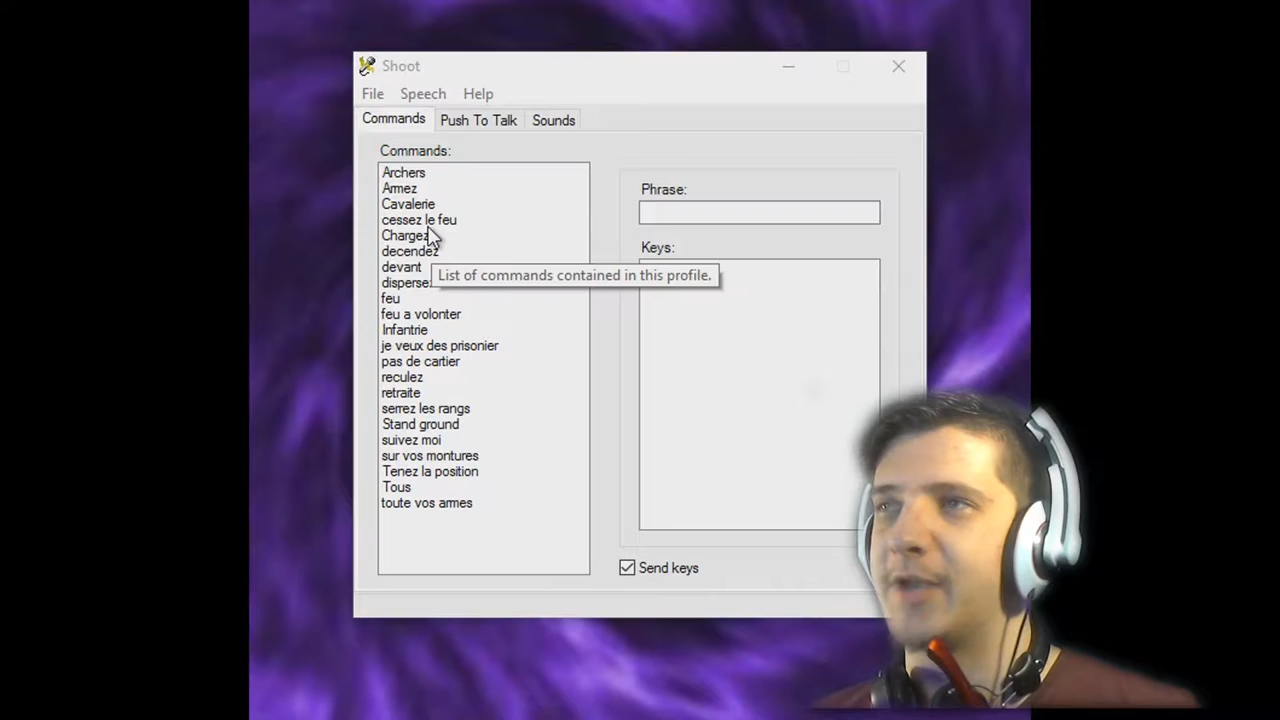 Shoot
File Speech Help
Commands Push To Talk Sounds
Commands:
Archers
Armez
Cavalerie
cessez le feu
Chargez
decendez
devant
List of commands contained in this profile.
feu
feu a volonter
Infantrie
je veux des prisonier
pas de cartier
reculez
retraite
serrez les rangs
Stand ground
suivez moi
sur vos montures
Tenez la position
Tous
toute vos armes
Phrase:
Keys:
Send keys